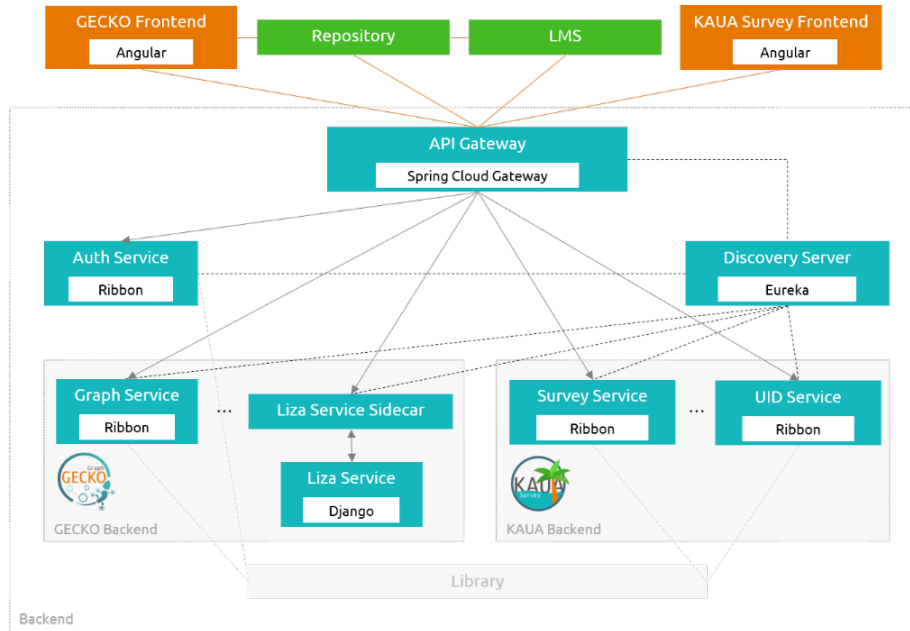 GECKO Frontend
Angular
Repository
LMS
KAUA Survey Frontend
Angular
API Gateway
Spring Cloud Gateway
Auth Service
Ribbon
Discovery Server
Eureka
Graph Service
Ribbon
...
Liza Service Sidecar
Liza Service
Django
Survey Service
Ribbon
...
UID Service
Ribbon
Graph
GECKO
GECKO Backend
KAUA
Survey
KAUA Backend
Library
Backend